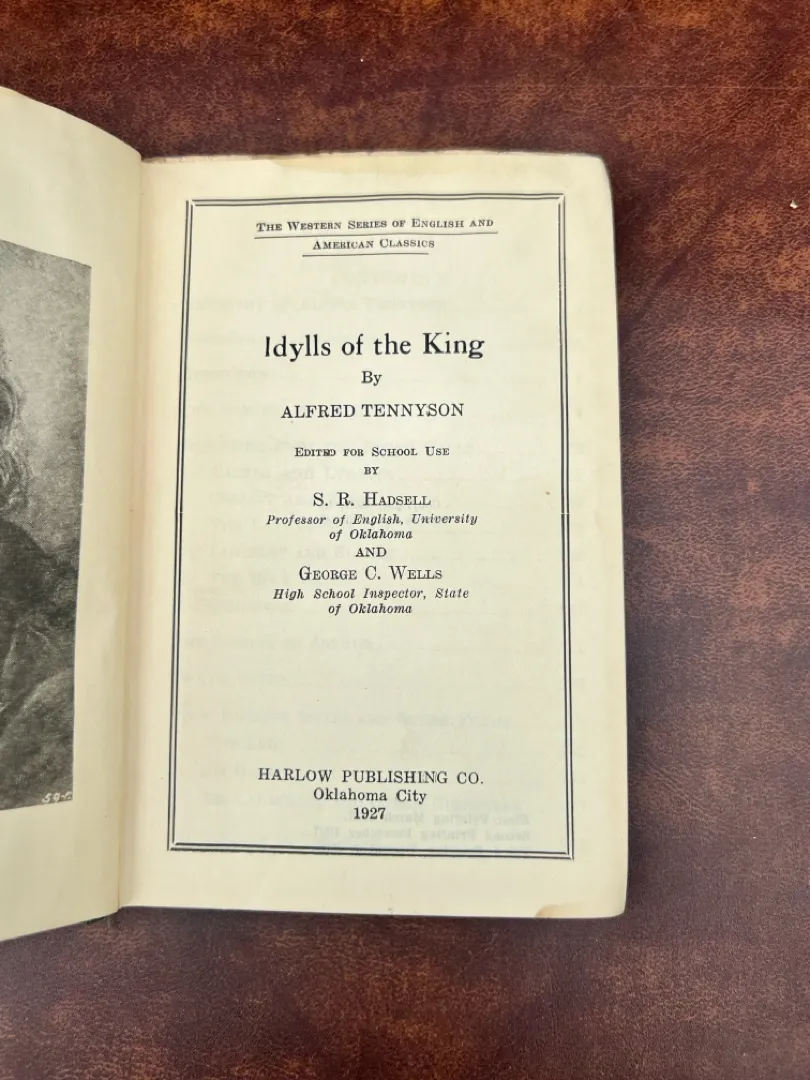 THE WESTERN SERIES OF ENGLISH AND
AMERICAN CLASSICS
Idylls of the King
By
ALFRED TENNYSON
EDITED FOR SCHOOL USE
BY
S. R. HADSELL
Professor of English, University
of Oklahoma
AND
GEORGE C. WELLS
High School Inspector, State
of Oklahoma
HARLOW PUBLISHING CO.
Oklahoma City
1927